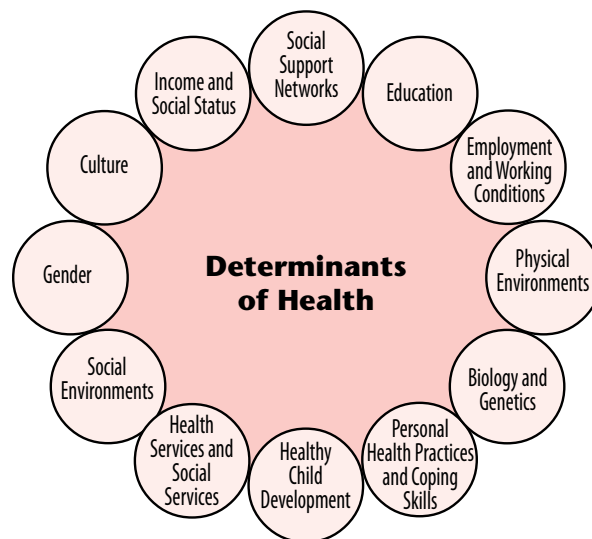 Social
Support
Networks
Education
Employment
and Working
Conditions
Physical
Environments
Biology and
Genetics
Personal
Health Practices
and Coping
Skills
Healthy
Child
Development
Health
Services and
Social
Services
Social
Environments
Gender
Culture
Income and
Social Status
Determinants
of Health